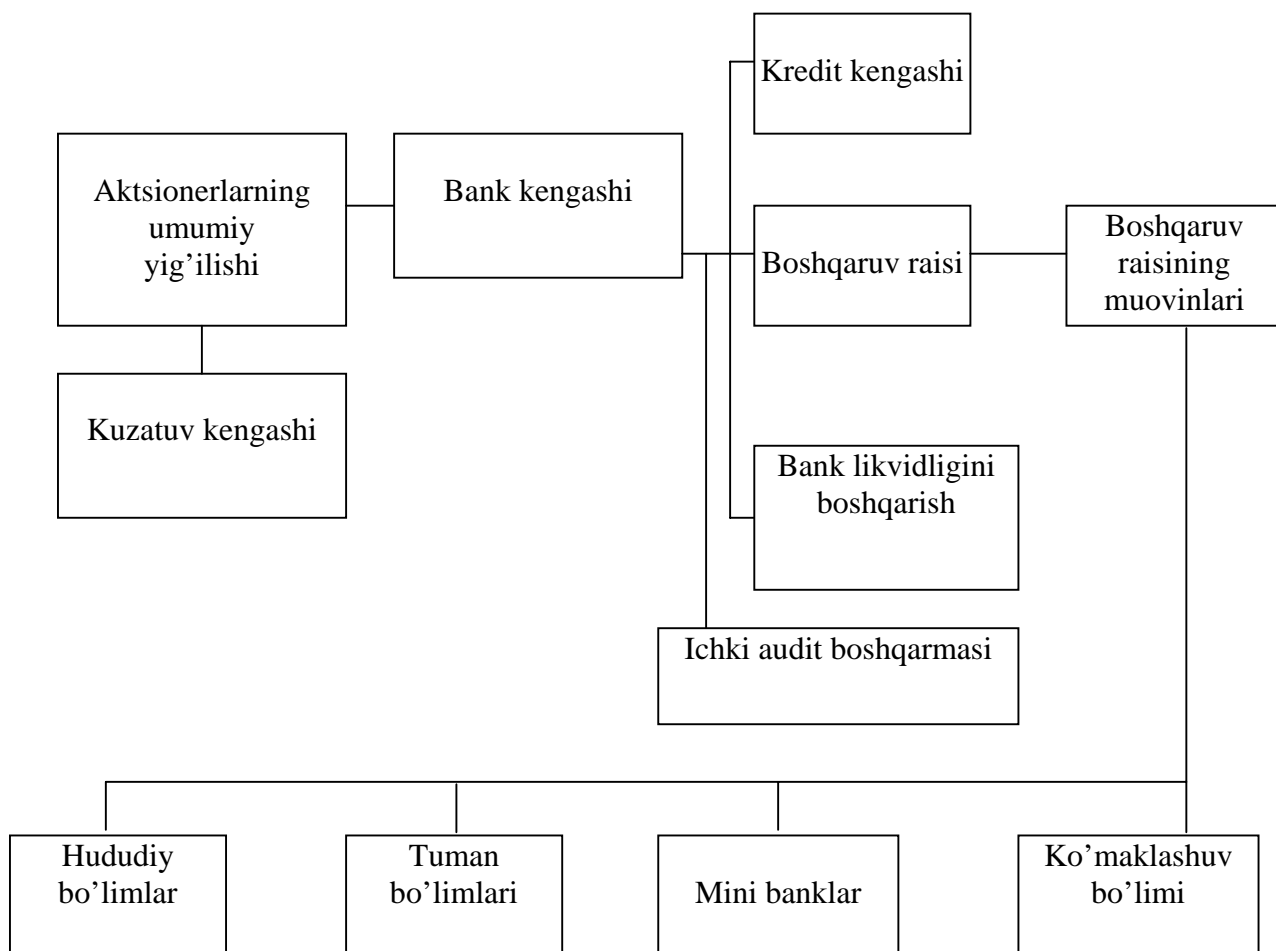 Kredit kengashi
Aktsionerlarning
umumiy
yig’ilishi
Bank kengashi
Boshqaruv raisi
Boshqaruv
raisining
muovinlari
Kuzatuv kengashi
Bank likvidligini
boshqarish
Ichki audit boshqarmasi
Hududiy
bo’limlar
Tuman
bo’limlari
Mini banklar
Ko’maklashuv
bo’limi